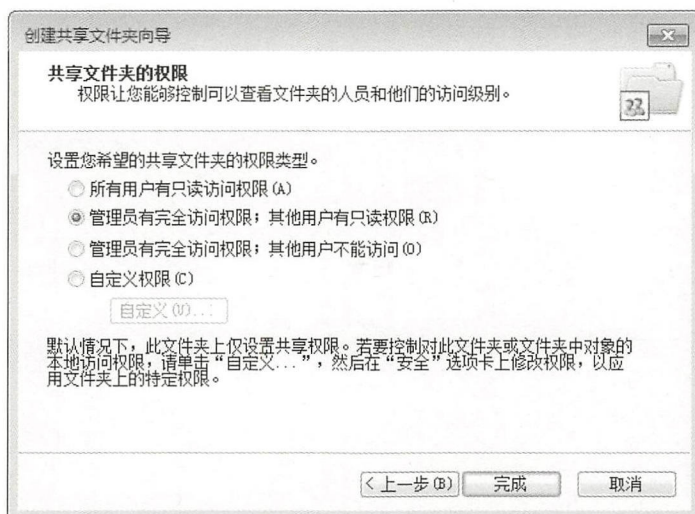 创建共享文件夹向导
共享文件夹的权限
权限让您能够控制可以查看文件夹的人员和他们的访问级别。
设置您希望的共享文件夹的权限类型。
所有用户有只读访问权限(A)
管理员有完全访问权限；其他用户有只读权限(R)
管理员有完全访问权限；其他用户不能访问(O)
自定义权限(C)
自定义(U)...
默认情况下，此文件夹上仅设置共享权限。若要控制对此文件夹或文件夹中对象的
本地访问权限，请单击“自定义...”，然后在“安全”选项卡上修改权限，以应
用文件夹上的特定权限。
<上一步(B) 完成 取消